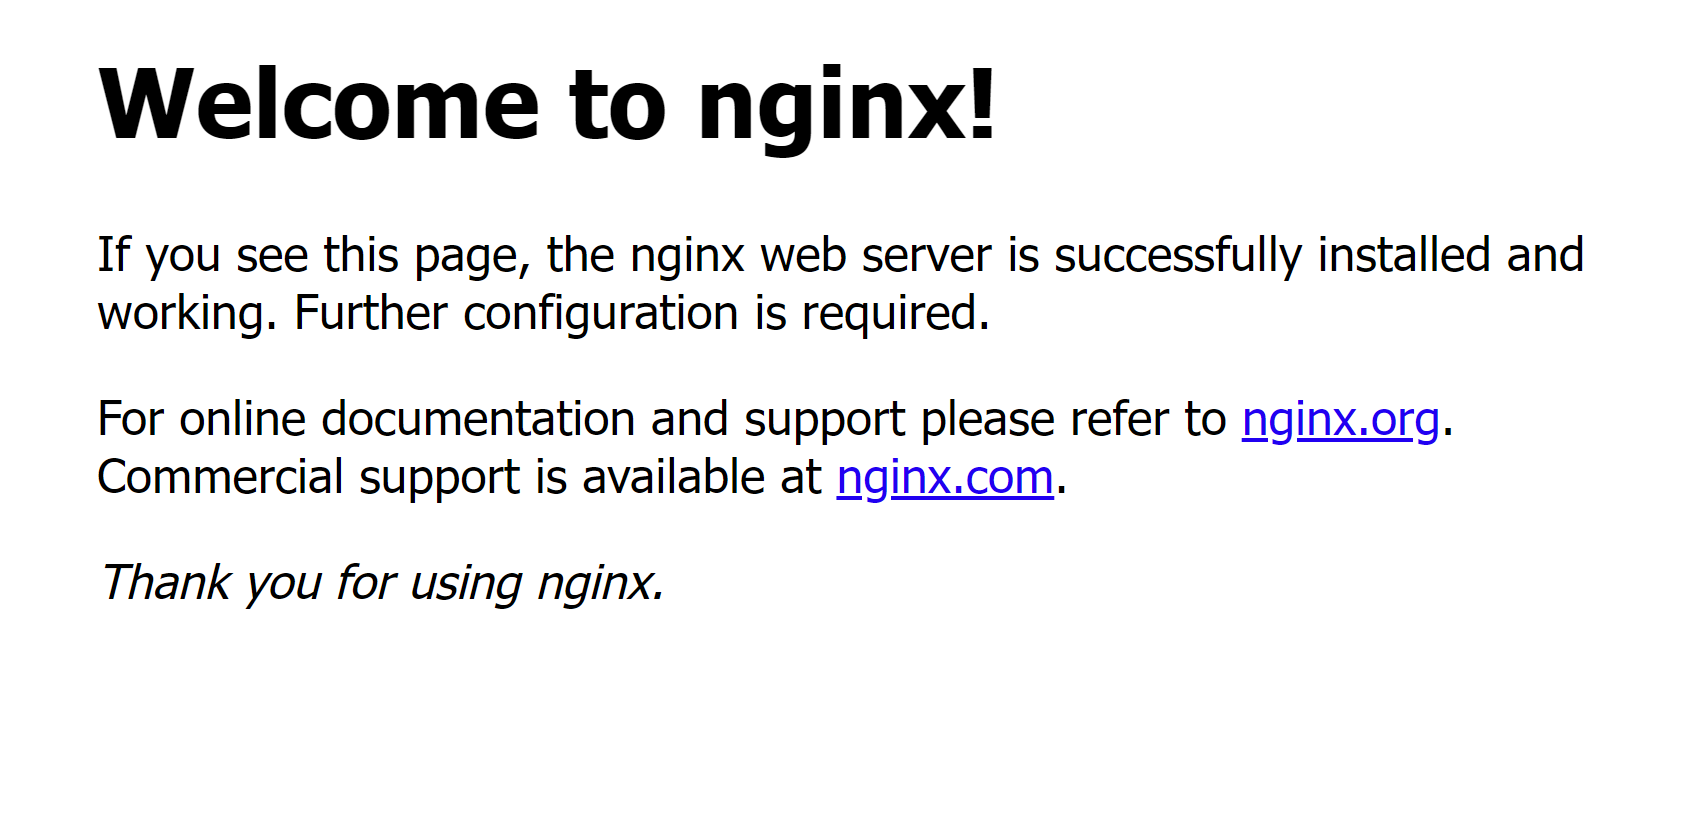 Welcome to nginx!
If you see this page, the nginx web server is successfully installed and
working. Further configuration is required.
For online documentation and support please refer to nginx.org.
Commercial support is available at nginx.com.
Thank you for using nginx.